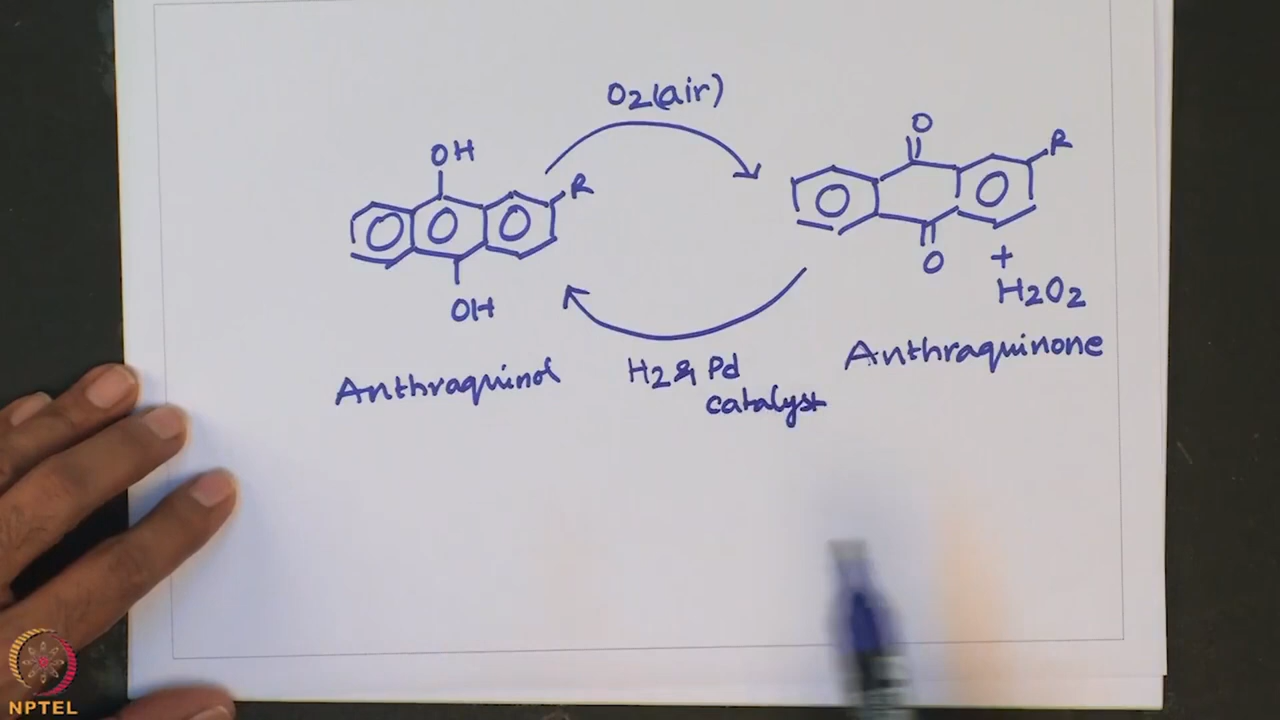 O2(air)
OH
R
OH
Anthraquinol
H2 & Pd
catalyst
O
R
O
+
H2O2
Anthraquinone
NPTEL